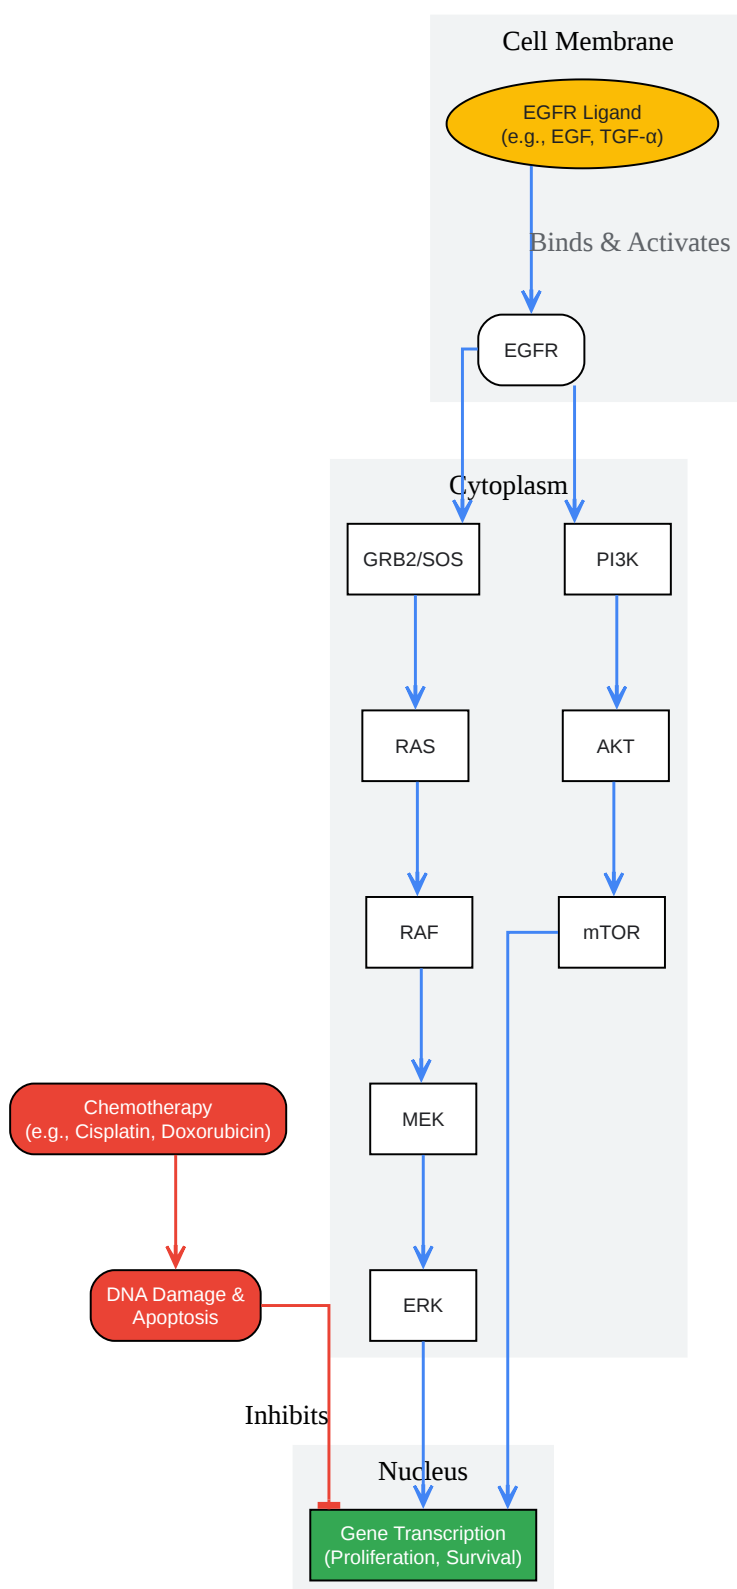 Cell Membrane
EGFR Ligand
(e.g., EGF, TGF-α)
Binds & Activates
EGFR
Cytoplasm
GRB2/SOS
PI3K
RAS
AKT
RAF
mTOR
Chemotherapy
(e.g., Cisplatin, Doxorubicin)
MEK
DNA Damage &
Apoptosis
ERK
Inhibits
Nucleus
Gene Transcription
(Proliferation, Survival)